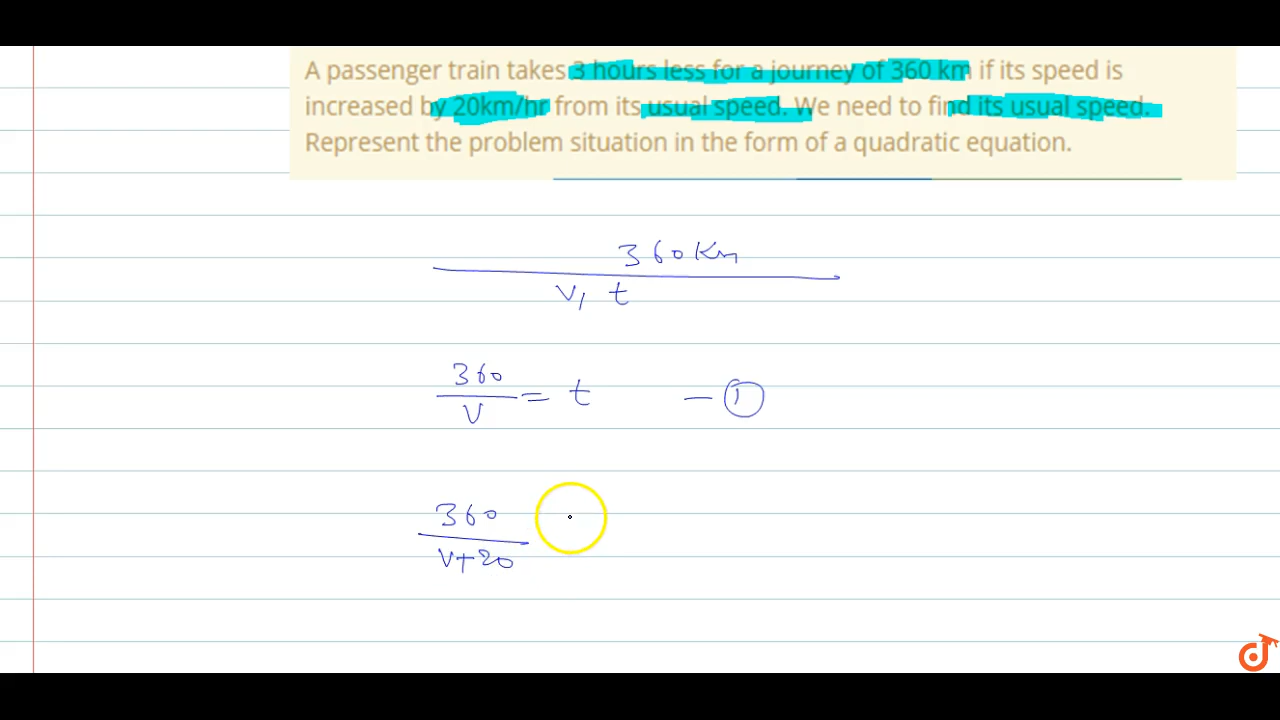 A passenger train takes 3 hours less for a journey of 360 km if its speed is
increased by 20km/hr from its usual speed. We need to find its usual speed.
Represent the problem situation in the form of a quadratic equation.
360 Km
v, t
360
v = t - ①
360
v+20